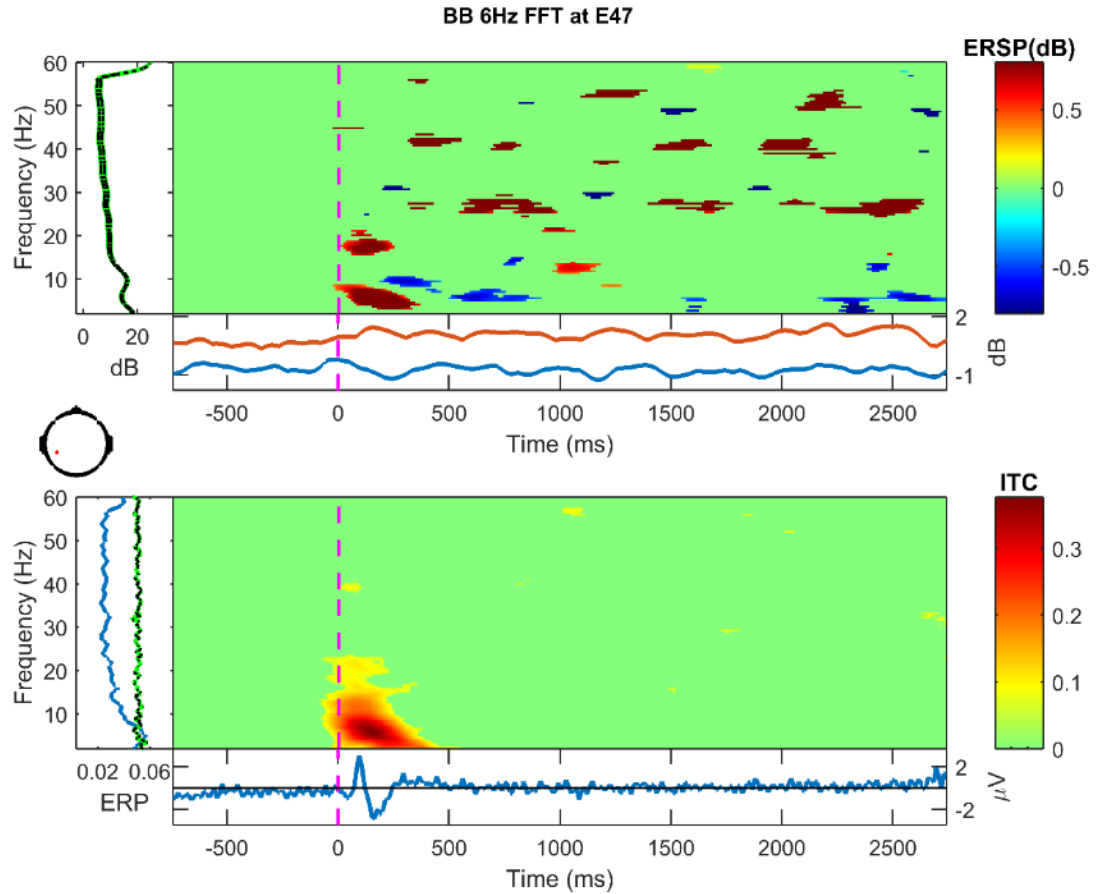 BB 6Hz FFT at E47
ERSP(dB)
60
50
40
30
20
10
Frequency (Hz)
0.5
0
-0.5
0 20
dB
2
-1
dB
-500 0 500 1000 1500 2000 2500
Time (ms)
ITC
60
50
40
30
20
10
Frequency (Hz)
0.3
0.2
0.1
0
0.02 0.06
ERP
2
-2
μV
-500 0 500 1000 1500 2000 2500
Time (ms)